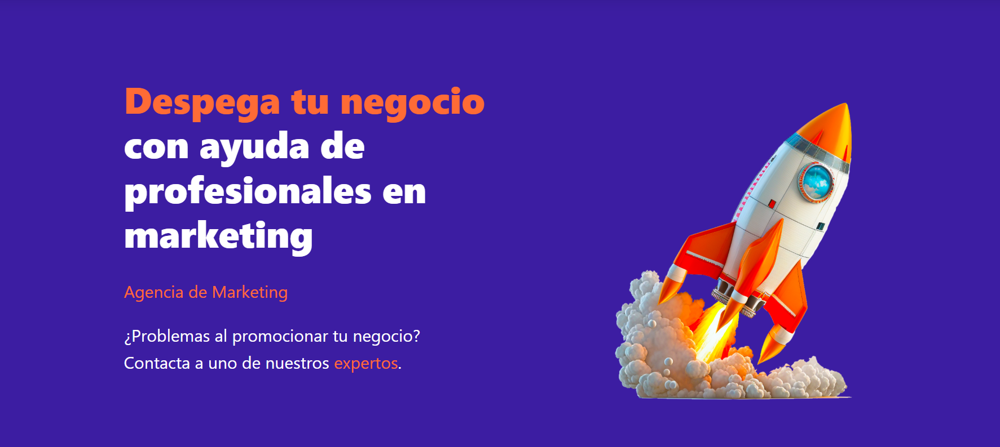 Despega tu negocio
con ayuda de
profesionales en
marketing
Agencia de Marketing
¿Problemas al promocionar tu negocio?
Contacta a uno de nuestros expertos.